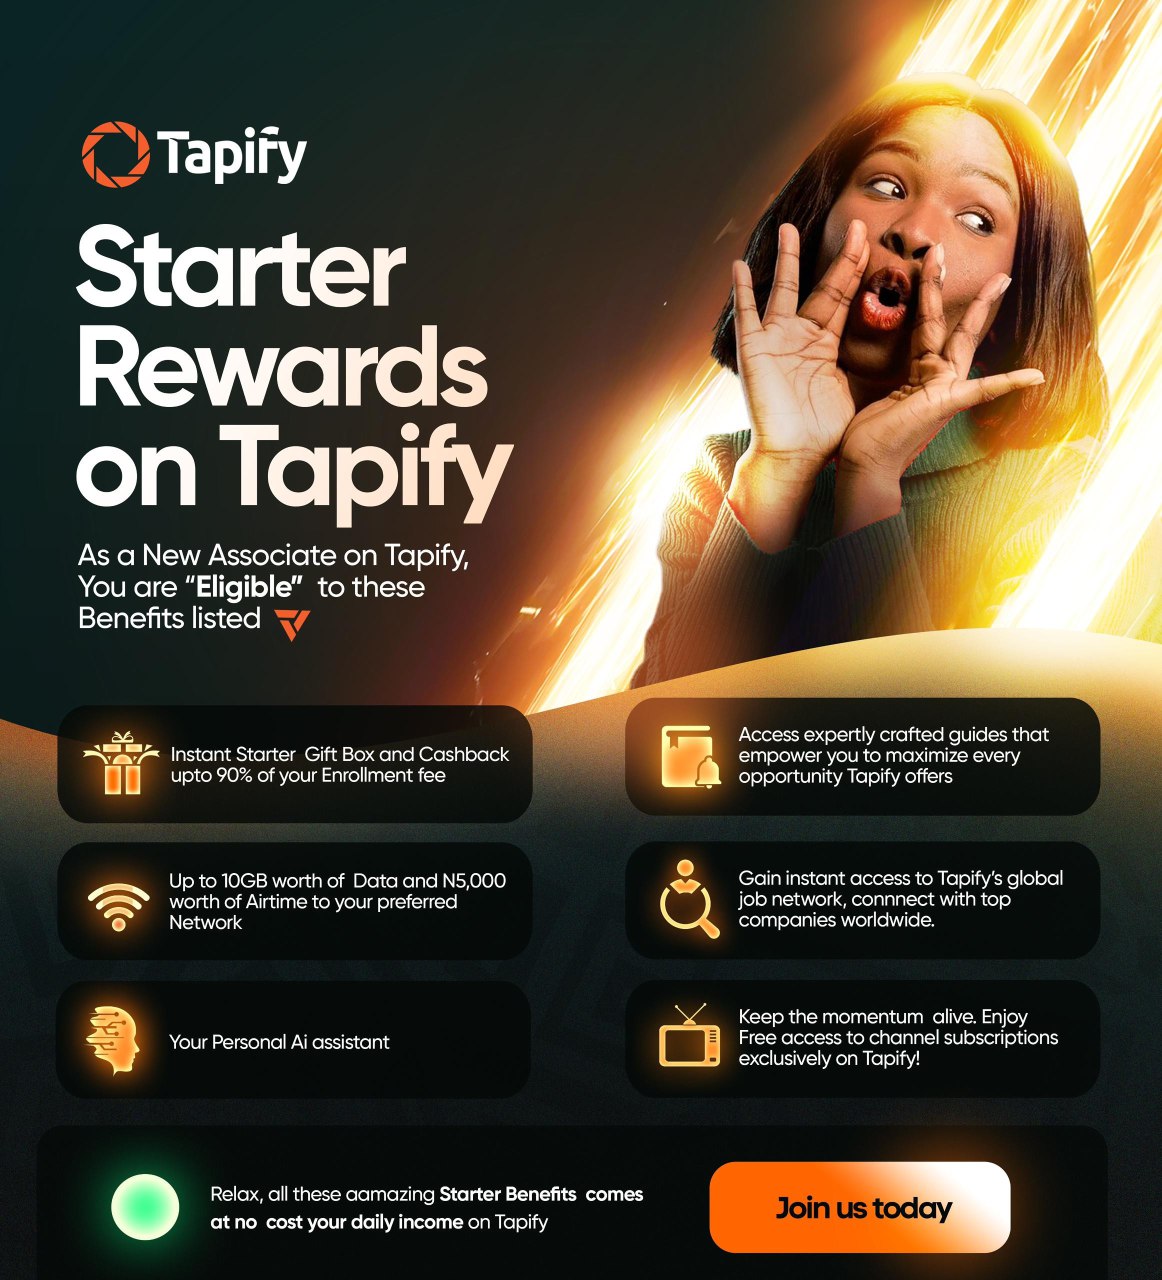 Tapify
Starter
Rewards
on Tapify
As a New Associate on Tapify,
You are “Eligible” to these
Benefits listed
Instant Starter Gift Box and Cashback
upto 90% of your Enrollment fee
Up to 10GB worth of Data and N5,000
worth of Airtime to your preferred
Network
Your Personal Ai assistant
Access expertly crafted guides that
empower you to maximize every
opportunity Tapify offers
Gain instant access to Tapify’s global
job network, connnect with top
companies worldwide.
Keep the momentum alive. Enjoy
Free access to channel subscriptions
exclusively on Tapify!
Relax, all these aamazing Starter Benefits comes
at no cost your daily income on Tapify
Join us today